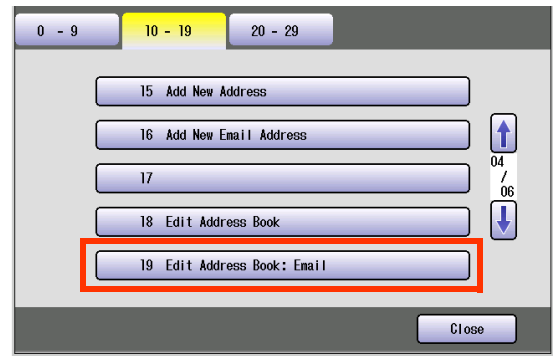 0 - 9
10 - 19
20 - 29
15 Add New Address
16 Add New Email Address
17
18 Edit Address Book
19 Edit Address Book: Email
04
/
06
Close